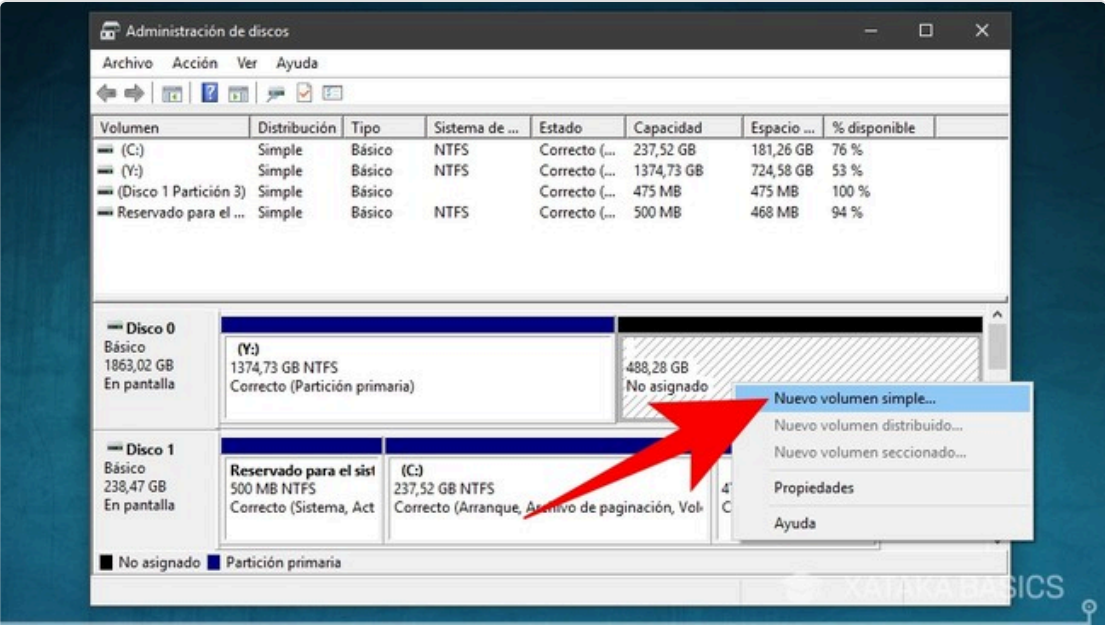 Administración de discos
Archivo Acción Ver Ayuda
Volumen Distribución Tipo Sistema de ... Estado Capacidad Espacio ... % disponible
(C:) Simple Básico NTFS Correcto (... 237,52 GB 181,26 GB 76 %
(Y:) Simple Básico NTFS Correcto (... 1374,73 GB 724,58 GB 53 %
(Disco 1 Partición 3) Simple Básico Correcto (... 475 MB 475 MB 100 %
Reservado para el ... Simple Básico NTFS Correcto (... 500 MB 468 MB 94 %
Disco 0
Básico
1863,02 GB
En pantalla
(Y:)
1374,73 GB NTFS
Correcto (Partición primaria)
488,28 GB
No asignado
Nuevo volumen simple...
Nuevo volumen distribuido...
Nuevo volumen seccionado...
Propiedades
Ayuda
Disco 1
Básico
238,47 GB
En pantalla
Reservado para el sist
500 MB NTFS
Correcto (Sistema, Act
(C:)
237,52 GB NTFS
Correcto (Arranque, Archivo de paginación, Vol
No asignado Partición primaria
XATAKA BASICS